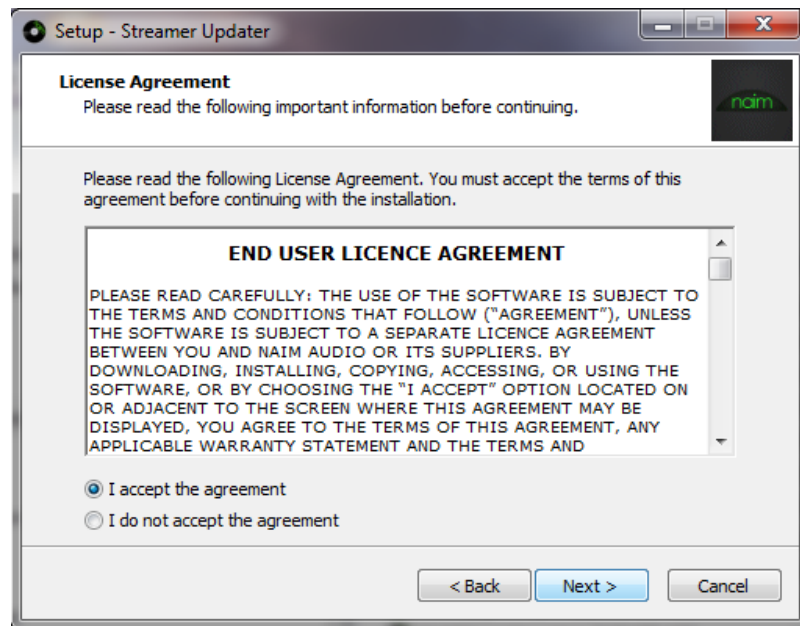 Setup - Streamer Updater
License Agreement
Please read the following important information before continuing.
naim
Please read the following License Agreement. You must accept the terms of this
agreement before continuing with the installation.
END USER LICENCE AGREEMENT
PLEASE READ CAREFULLY: THE USE OF THE SOFTWARE IS SUBJECT TO
THE TERMS AND CONDITIONS THAT FOLLOW (“AGREEMENT”), UNLESS
THE SOFTWARE IS SUBJECT TO A SEPARATE LICENCE AGREEMENT
BETWEEN YOU AND NAIM AUDIO OR ITS SUPPLIERS. BY
DOWNLOADING, INSTALLING, COPYING, ACCESSING, OR USING THE
SOFTWARE, OR BY CHOOSING THE “I ACCEPT” OPTION LOCATED ON
OR ADJACENT TO THE SCREEN WHERE THIS AGREEMENT MAY BE
DISPLAYED, YOU AGREE TO THE TERMS OF THIS AGREEMENT, ANY
APPLICABLE WARRANTY STATEMENT AND THE TERMS AND
I accept the agreement
I do not accept the agreement
< Back Next > Cancel